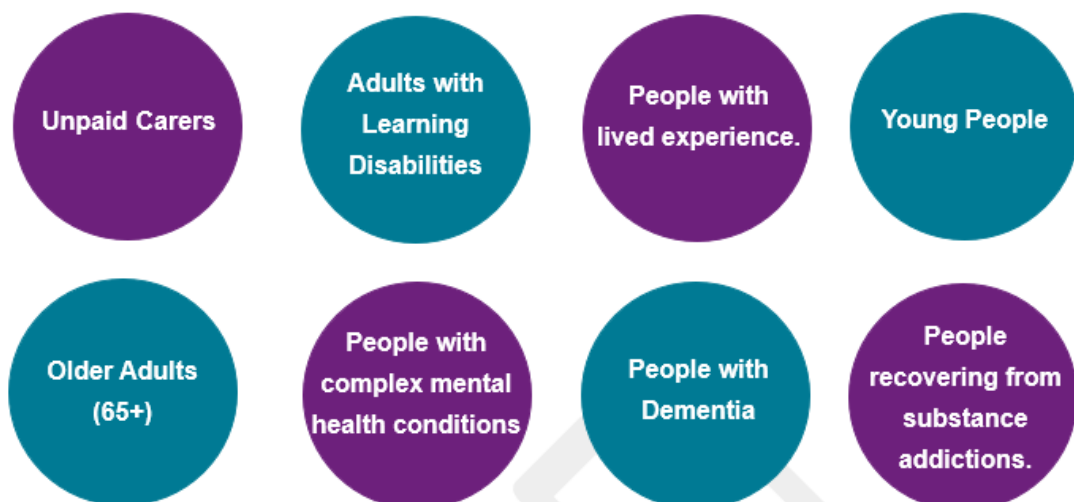 Unpaid Carers
Adults with
Learning
Disabilities
People with
lived experience.
Young People
Older Adults
(65+)
People with
complex mental
health conditions
People with
Dementia
People
recovering from
substance
addictions.